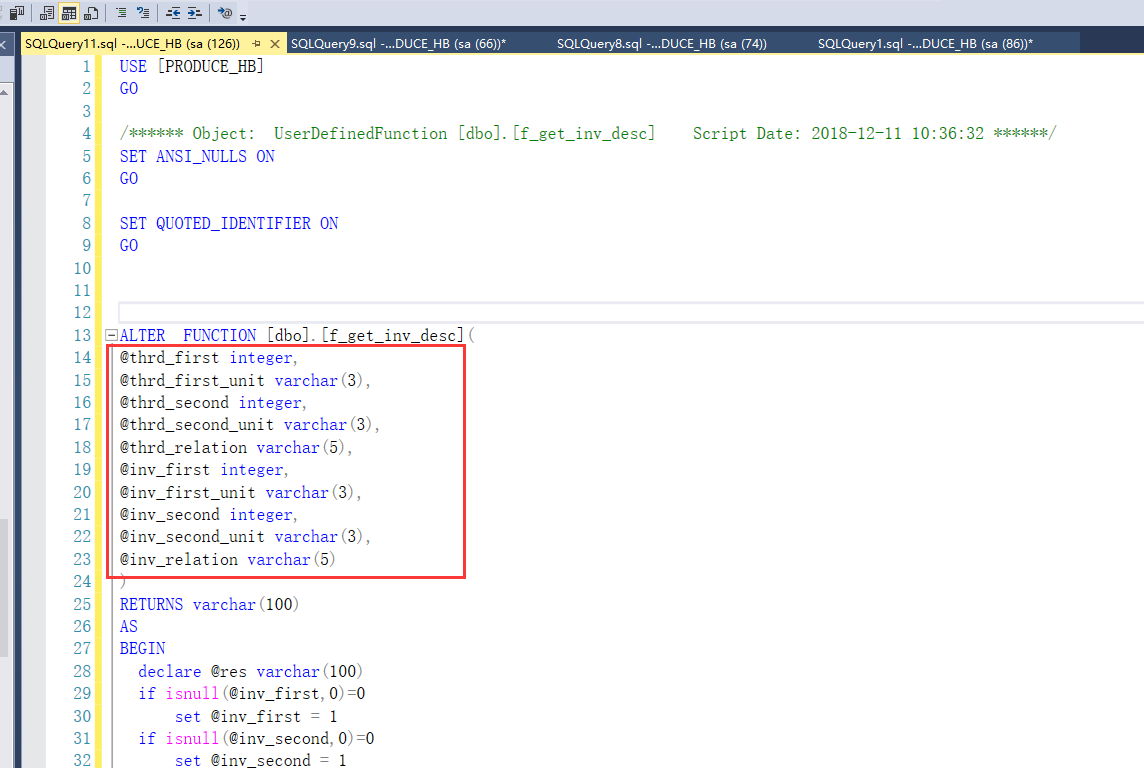 SQLQuery11.sql -...UCE_HB (sa (126)) SQLQuery9.sql -...DUCE_HB (sa (66))* SQLQuery8.sql -...DUCE_HB (sa (74)) SQLQuery1.sql -...DUCE_HB (sa (86))*
1 USE [PRODUCE_HB]
2 GO
3
4 /****** Object:  UserDefinedFunction [dbo].[f_get_inv_desc]    Script Date: 2018-12-11 10:36:32 ******/
5 SET ANSI_NULLS ON
6 GO
7
8 SET QUOTED_IDENTIFIER ON
9 GO
10
11
12
13 ALTER  FUNCTION [dbo].[f_get_inv_desc](
14 @thrd_first integer,
15 @thrd_first_unit varchar(3),
16 @thrd_second integer,
17 @thrd_second_unit varchar(3),
18 @thrd_relation varchar(5),
19 @inv_first integer,
20 @inv_first_unit varchar(3),
21 @inv_second integer,
22 @inv_second_unit varchar(3),
23 @inv_relation varchar(5)
24 )
25 RETURNS varchar(100)
26 AS
27 BEGIN
28 declare @res varchar(100)
29 if isnull(@inv_first,0)=0
30 set @inv_first = 1
31 if isnull(@inv_second,0)=0
32 set @inv_second = 1